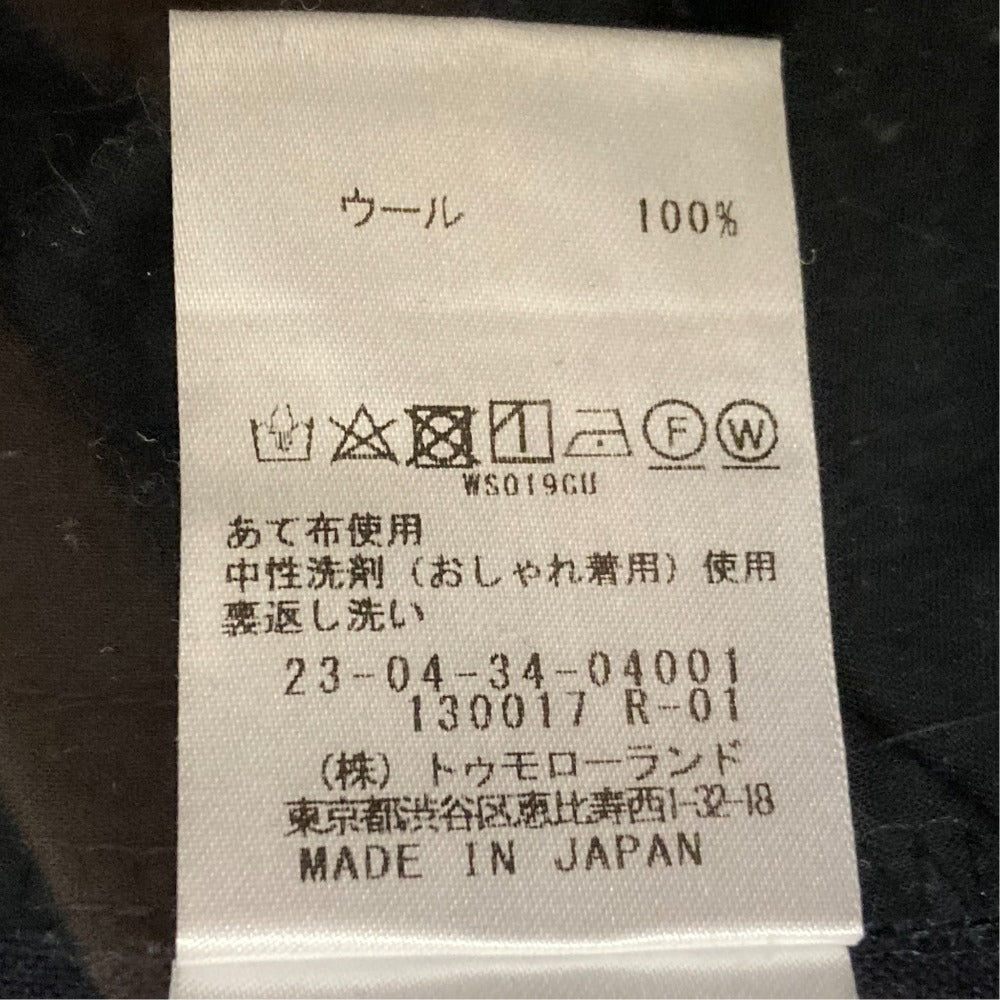 ウール 100%
F W
WS019GU
あて布使用
中性洗剤（おしゃれ着用）使用
裏返し洗い
23-04-34-04001
130017 R-01
（株）トゥモローランド
東京都渋谷区恵比寿西1-32-18
MADE IN JAPAN